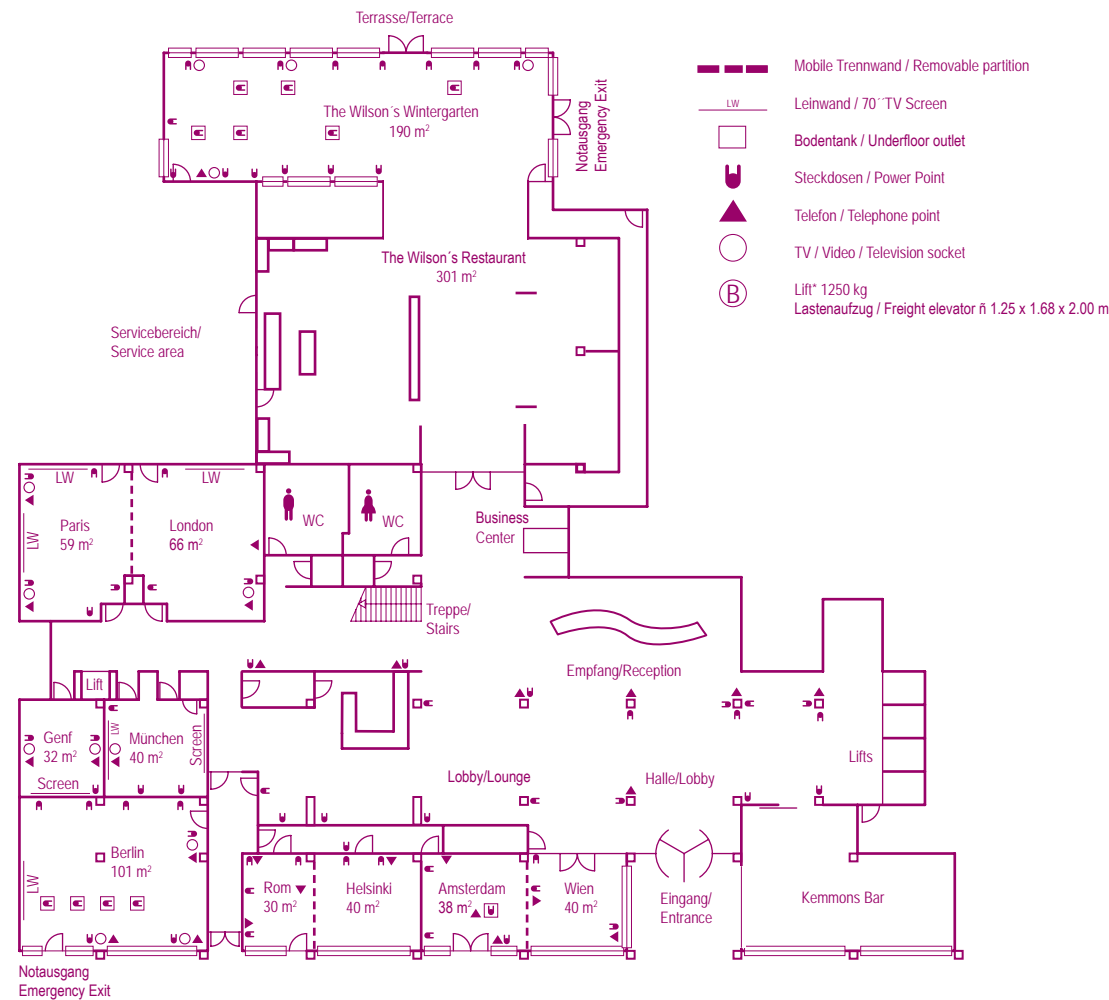 Terrasse/Terrace
The Wilson´s Wintergarten
190 m²
Notausgang
Emergency Exit
Mobile Trennwand / Removable partition
LW
Leinwand / 70´´TV Screen
Bodentank / Underfloor outlet
Steckdosen / Power Point
Telefon / Telephone point
TV / Video / Television socket
B
Lift* 1250 kg
Lastenaufzug / Freight elevator ñ 1.25 x 1.68 x 2.00 m
The Wilson´s Restaurant
301 m²
Servicebereich/
Service area
LW
LW
LW
Paris
59 m²
London
66 m²
WC
WC
Business
Center
Treppe/
Stairs
Empfang/Reception
Lift
Genf
32 m²
Screen
LW
München
40 m²
Screen
Lobby/Lounge
Halle/Lobby
Lifts
Berlin
101 m²
LW
Rom
30 m²
Helsinki
40 m²
Amsterdam
38 m²
Wien
40 m²
Eingang/
Entrance
Kemmons Bar
Notausgang
Emergency Exit